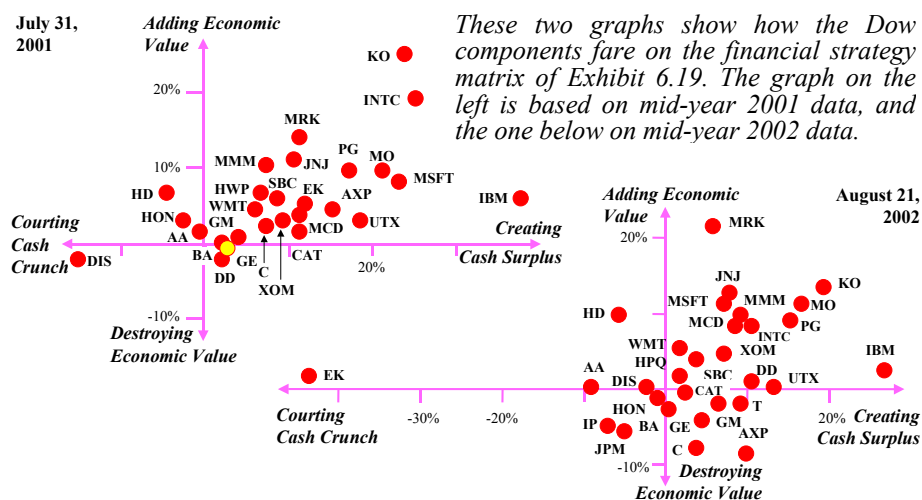 July 31,
2001
Adding Economic
Value
These two graphs show how the Dow
components fare on the financial strategy
matrix of Exhibit 6.19. The graph on the
left is based on mid-year 2001 data, and
the one below on mid-year 2002 data.
KO
20%
INTC
MRK
10%
MMM
JNJ
PG
MO
MSFT
HD
HWP
SBC
EK
AXP
IBM
WMT
HON
GM
MCD
UTX
Courting
Cash
Crunch
AA
Creating
Cash Surplus
DIS
BA
GE
DD
C
CAT
XOM
20%
-10%
Destroying
Economic Value
Adding Economic
Value
August 21,
2002
20%
MRK
JNJ
KO
MSFT
MMM
MO
HD
MCD
INTC
PG
WMT
HPQ
XOM
IBM
EK
AA
DIS
SBC
DD
UTX
CAT
Courting
Cash Crunch
-30%
-20%
HON
GM
T
20%
Creating
Cash Surplus
IP
BA
GE
AXP
JPM
C
-10%
Destroying
Economic Value